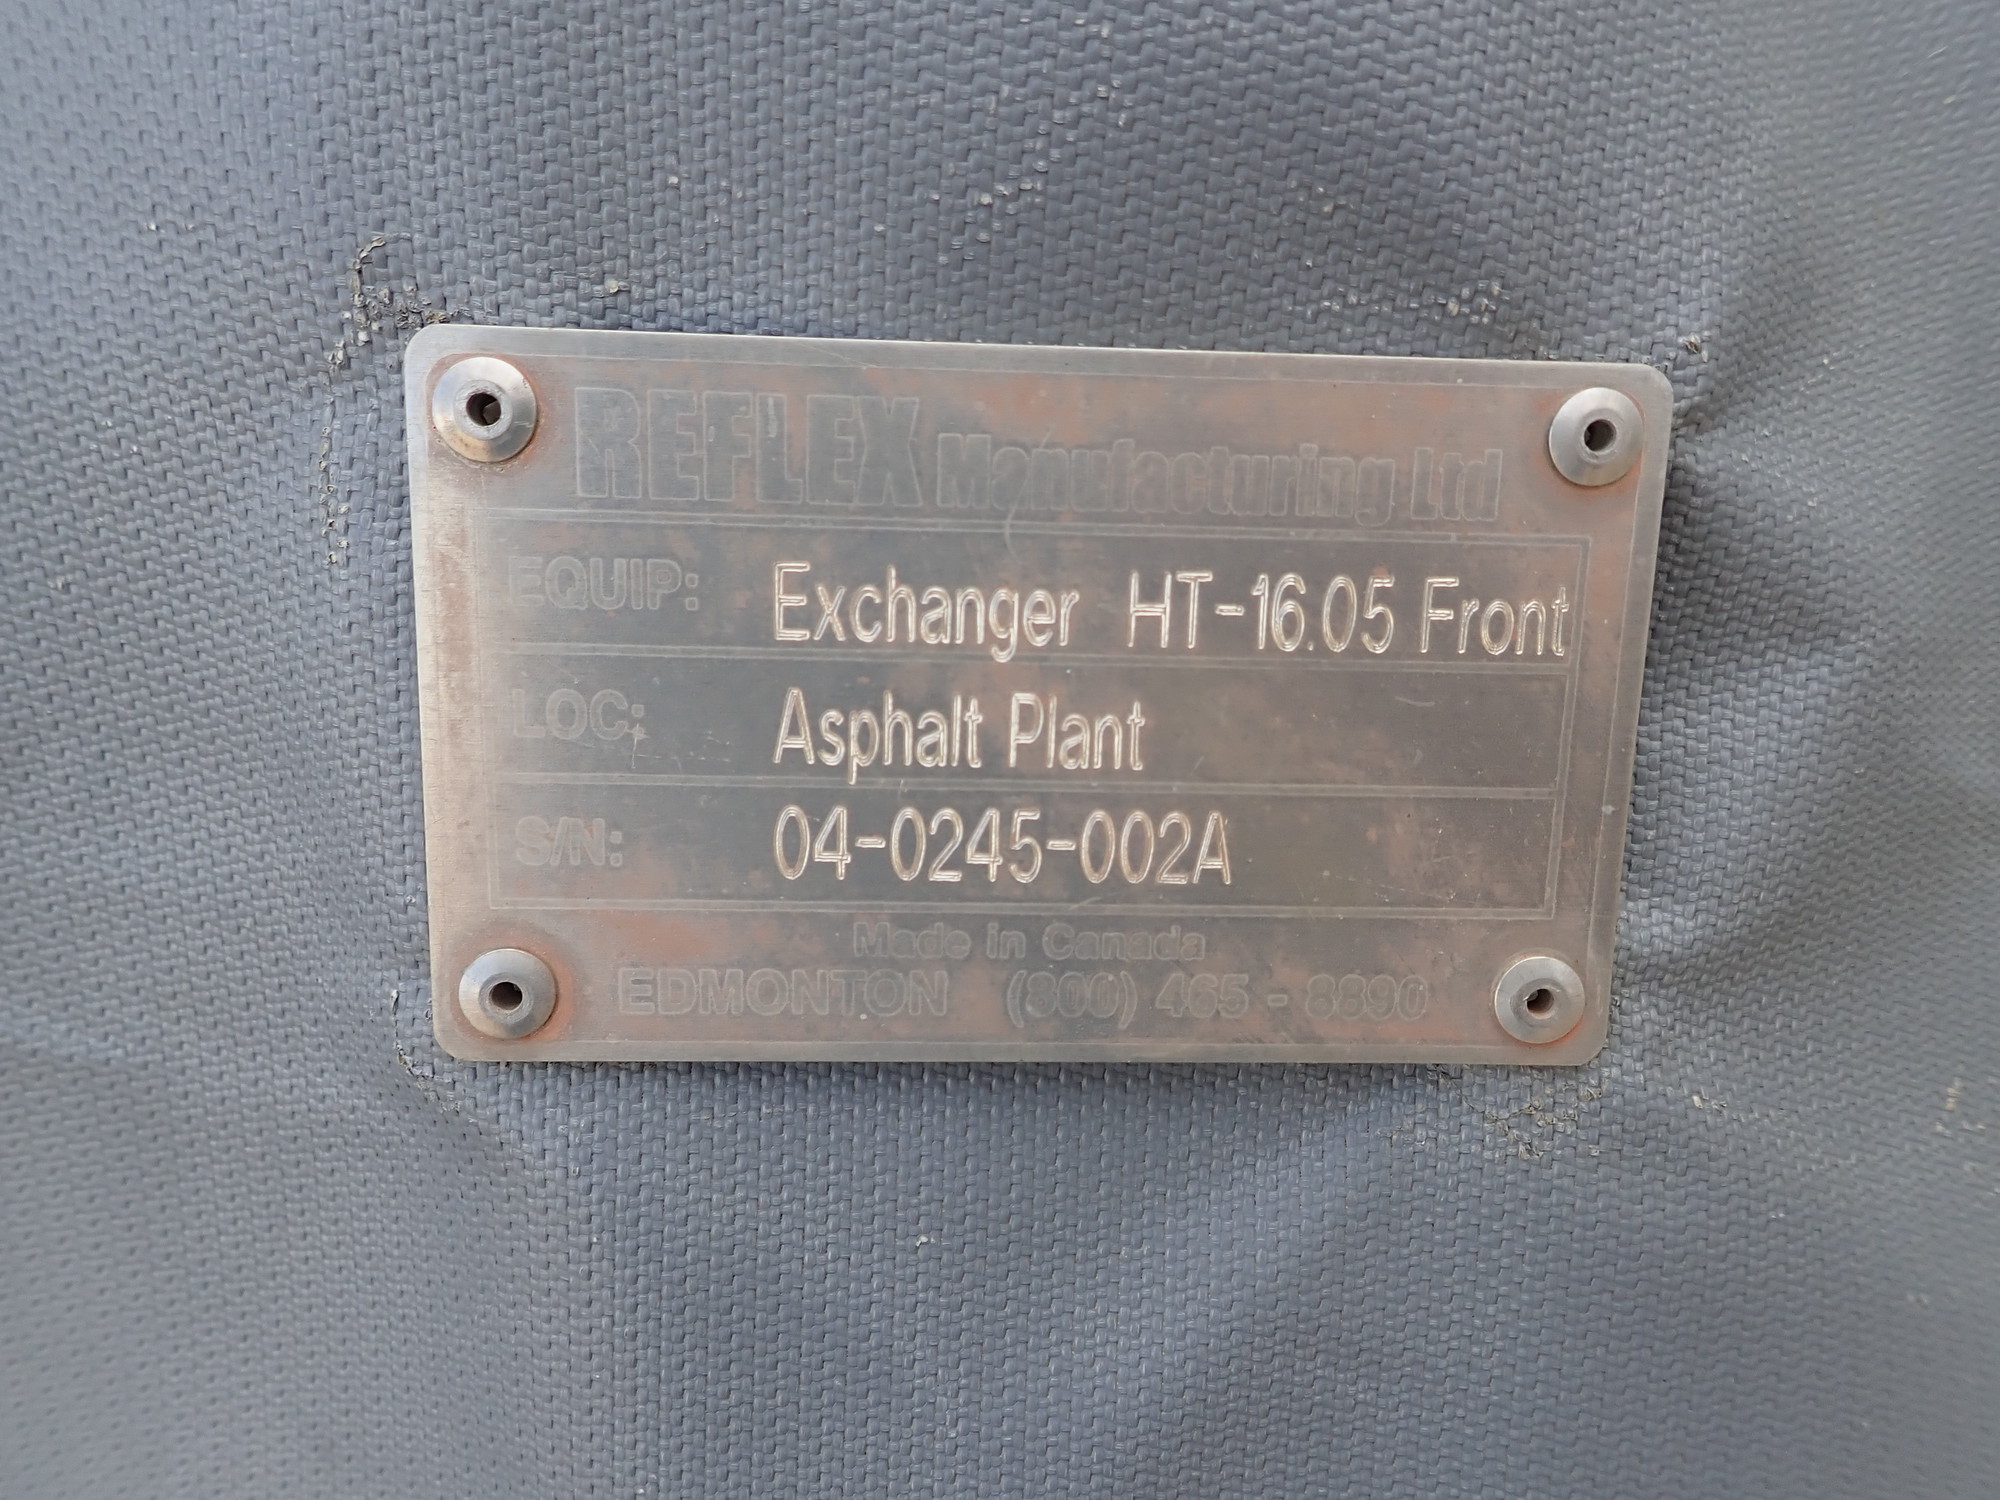 REFLEX Manufacturing Ltd
EQUIP: Exchanger HT-16.05 Front
LOC: Asphalt Plant
S/N: 04-0245-002A
Made in Canada
EDMONTON (800) 465 - 8890